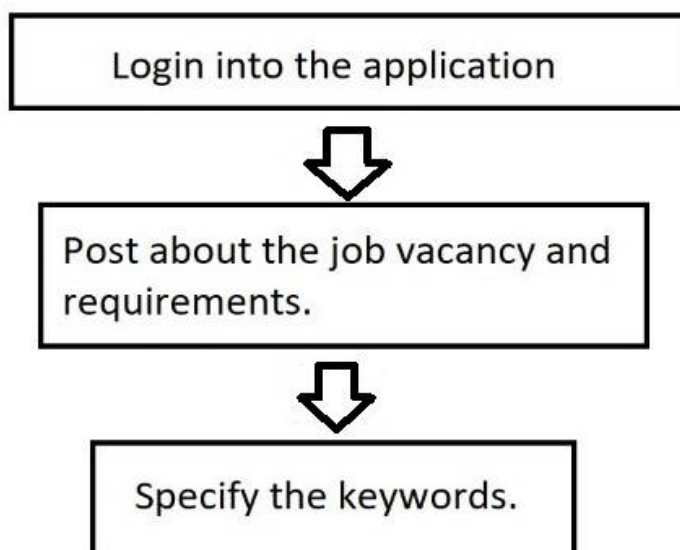 Login into the application
Post about the job vacancy and
requirements.
Specify the keywords.